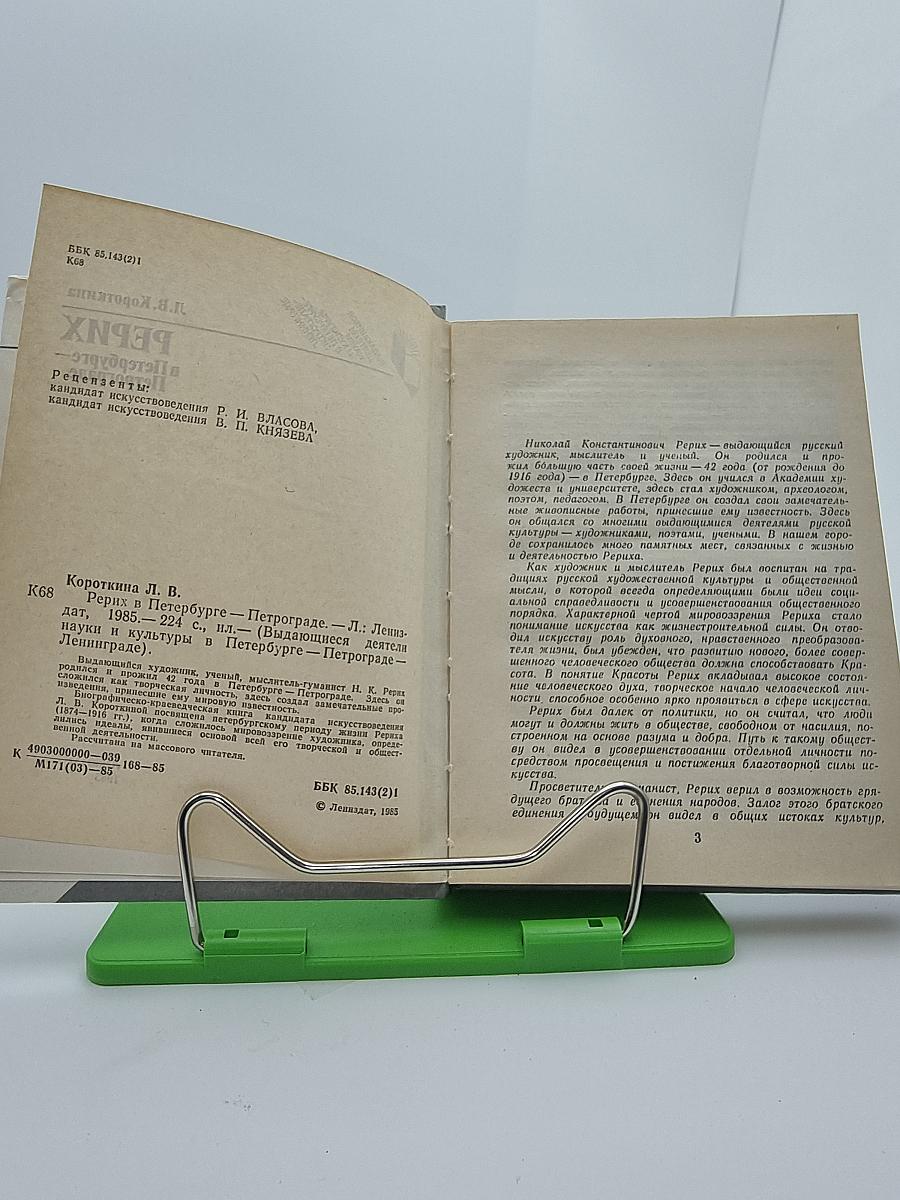 ББК 85.143(2)1
К68
Рецензенты:
кандидат искусствоведения Р. И. ВЛАСОВА,
кандидат искусствоведения В. П. КНЯЗЕВА
Короткина Л. В.
К68 Рерих в Петербурге — Петрограде. — Л.: Лениз-
дат, 1985.— 224 с., ил.— (Выдающиеся деятели
науки и культуры в Петербурге — Петрограде —
Ленинграде).
Выдающийся художник, ученый, мыслитель-гуманист Н. К. Рерих
родился и прожил 42 года в Петербурге — Петрограде. Здесь он
сложился как творческая личность, здесь создал замечательные про-
изведения, принесшие ему мировую известность.
Биографическо-краеведческая книга кандидата искусствоведения
Л. В. Короткиной посвящена петербургскому периоду жизни Рериха
(1874—1916 гг.), когда сложилось мировоззрение художника, опреде-
лились идеалы, явившиеся основой всей его творческой и общест-
венной деятельности.
Рассчитана на массового читателя.
К 4903000000—039 168—85
М171(03)—85
ББК 85.143(2)1
© Лениздат, 1985
Николай Константинович Рерих — выдающийся русский
художник, мыслитель и ученый. Он родился и про-
жил бо́льшую часть своей жизни — 42 года (от рождения до
1916 года) — в Петербурге. Здесь он учился в Академии ху-
дожеств и университете, здесь стал художником, археологом,
поэтом, педагогом. В Петербурге он создал свои замечатель-
ные живописные работы, принесшие ему известность. Здесь
он общался со многими выдающимися деятелями русской
культуры — художниками, поэтами, учеными. В нашем горо-
де сохранилось много памятных мест, связанных с жизнью
и деятельностью Рериха.
Как художник и мыслитель Рерих был воспитан на тра-
дициях русской художественной культуры и общественной
мысли, в которой всегда определяющими были идеи соци-
альной справедливости и усовершенствования общественного
порядка. Характерной чертой мировоззрения Рериха стало
понимание искусства как жизнестроительной силы. Он отво-
дил искусству роль духовного, нравственного преобразова-
теля жизни, был убежден, что развитию нового, более совер-
шенного человеческого общества должна способствовать Кра-
сота. В понятие Красоты Рерих вкладывал высокое состоя-
ние человеческого духа, творческое начало человеческой лич-
ности, способное особенно ярко проявиться в сфере искусства.
Рерих был далек от политики, но он считал, что люди
могут и должны жить в обществе, свободном от насилия, по-
строенном на основе разума и добра. Путь к такому общест-
ву он видел в усовершенствовании отдельной личности по-
средством просвещения и постижения благотворной силы ис-
кусства.
Просветитель, гуманист, Рерих верил в возможность гря-
дущего братства и единения народов. Залог этого братского
единения в будущем он видел в общих истоках культур,
3